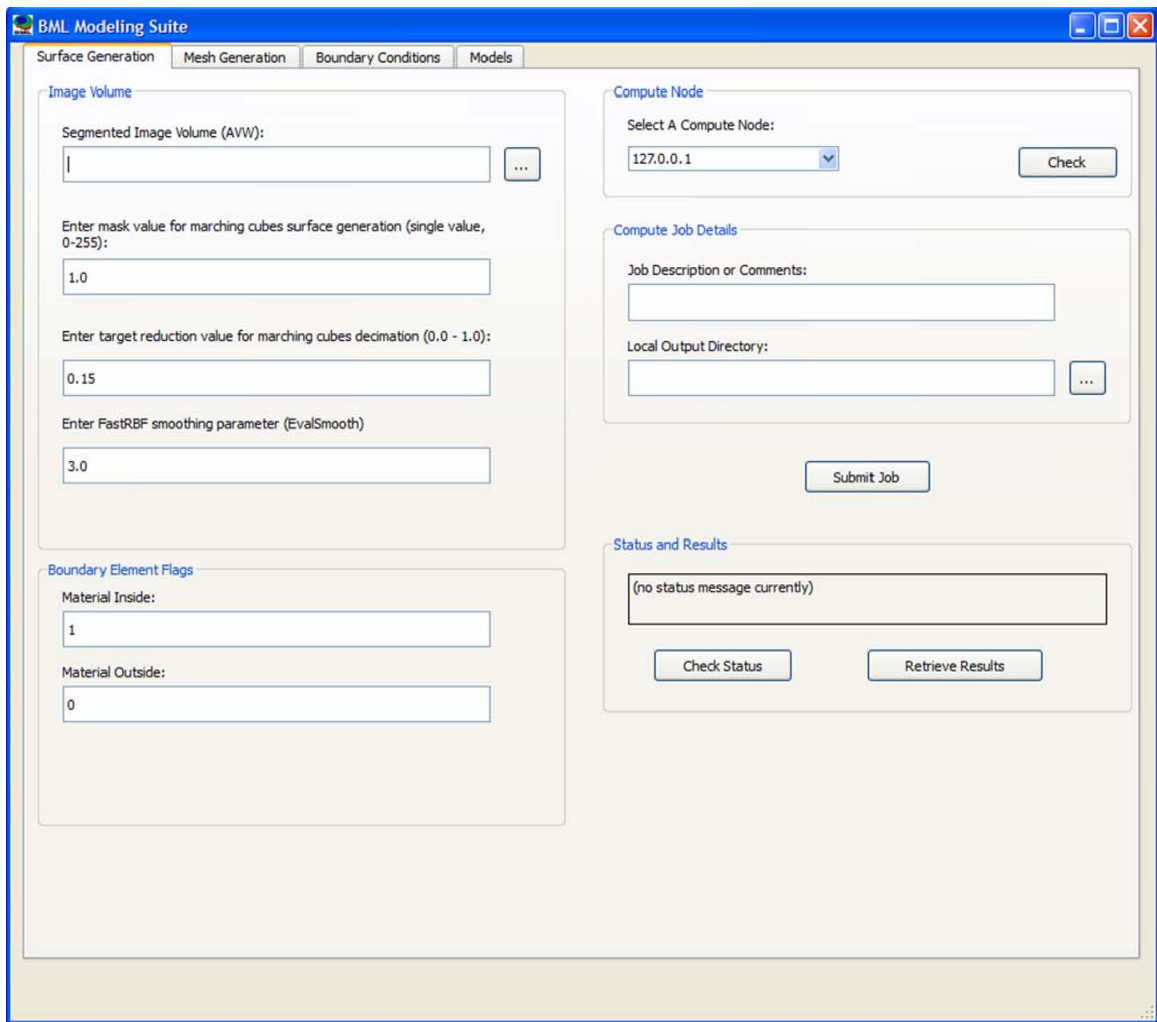 BML Modeling Suite
Surface Generation
Mesh Generation
Boundary Conditions
Models
Image Volume
Segmented Image Volume (AVW):
...
Enter mask value for marching cubes surface generation (single value,
0-255):
1.0
Enter target reduction value for marching cubes decimation (0.0 - 1.0):
0.15
Enter FastRBF smoothing parameter (EvalSmooth)
3.0
Boundary Element Flags
Material Inside:
1
Material Outside:
0
Compute Node
Select A Compute Node:
127.0.0.1
Check
Compute Job Details
Job Description or Comments:
Local Output Directory:
...
Submit Job
Status and Results
(no status message currently)
Check Status
Retrieve Results